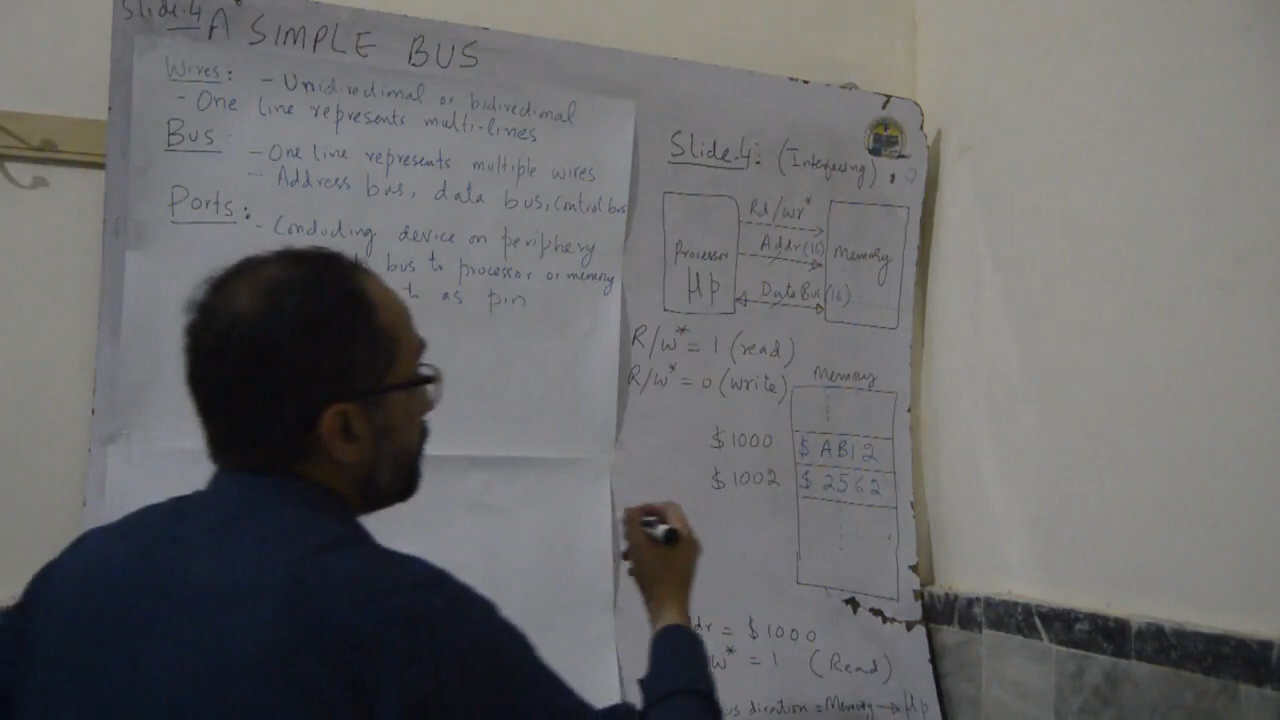 Slide.4
A SIMPLE BUS
Wires: - Unidirectional or bidirectional
- One line represents multi-lines
Bus
- One line represents multiple wires
- Address bus, data bus, control bus
Ports:
- Conducting device on periphery
bus to processor or memory
to as pin
Slide.4: (Interfacing)
Rd/wr*
Addr(16)
Processor
μp
Memory
Data Bus (16)
R/w* = 1 (read)
R/w* = 0 (write)
Memory
$1000 $ AB12
$1002 $ 2562
= $1000
w* = 1 (Read)
direction = Memory → μp